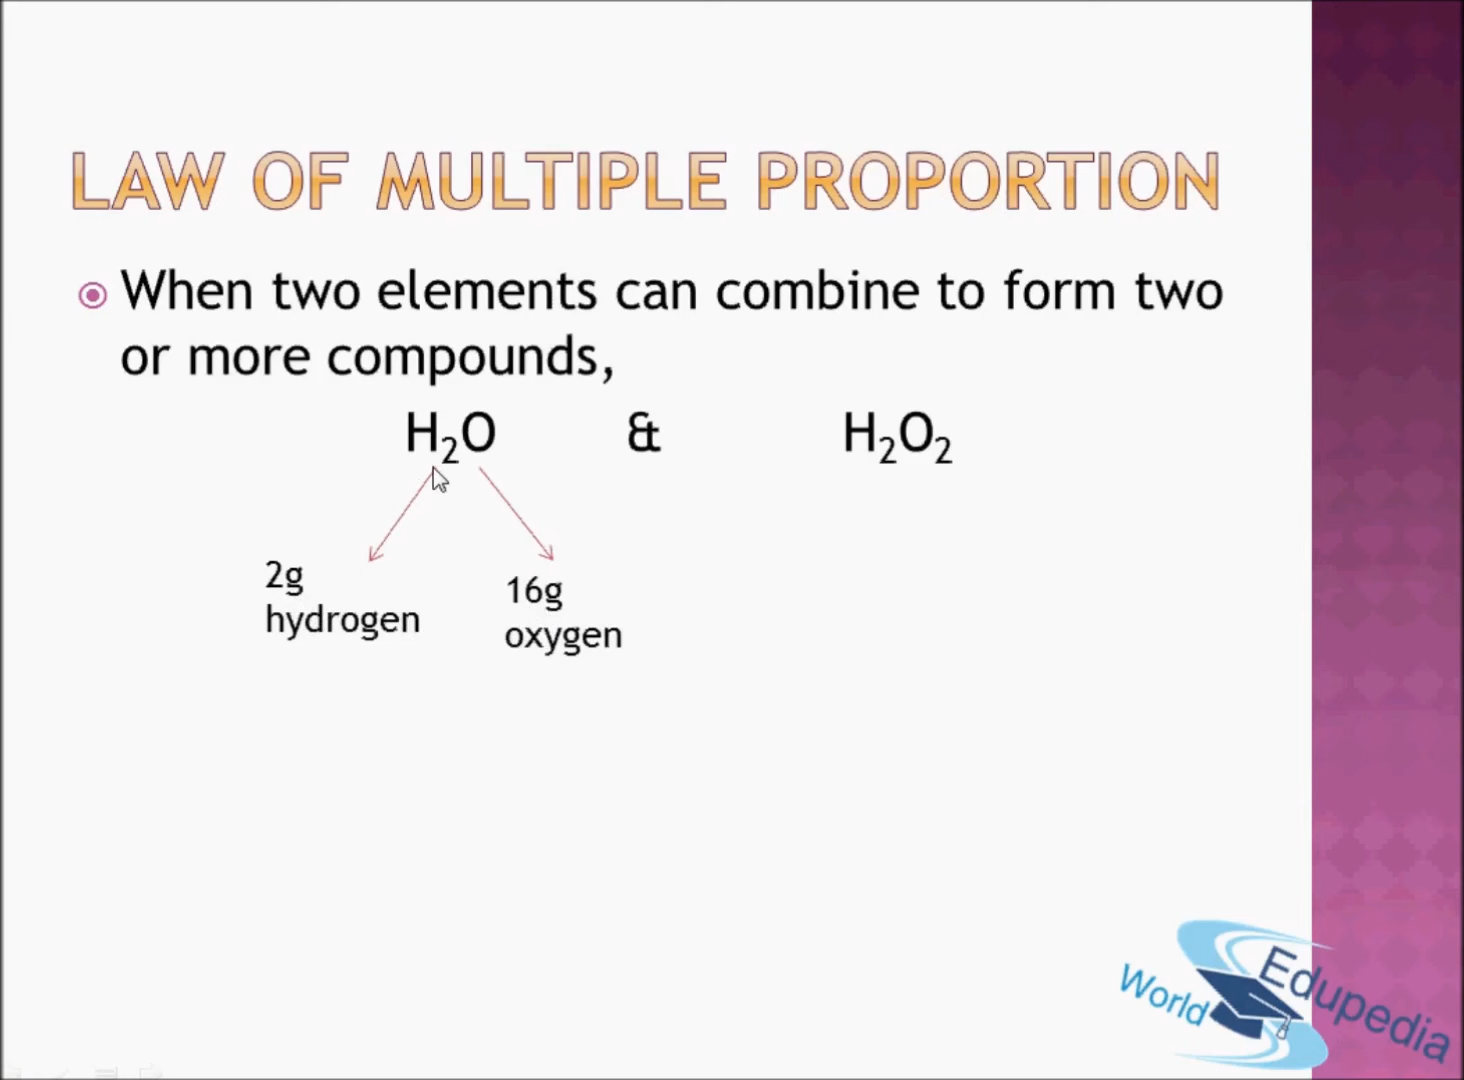 LAW OF MULTIPLE PROPORTION
When two elements can combine to form two
or more compounds,
H₂O & H₂O₂
2g
hydrogen
16g
oxygen
World Edupedia